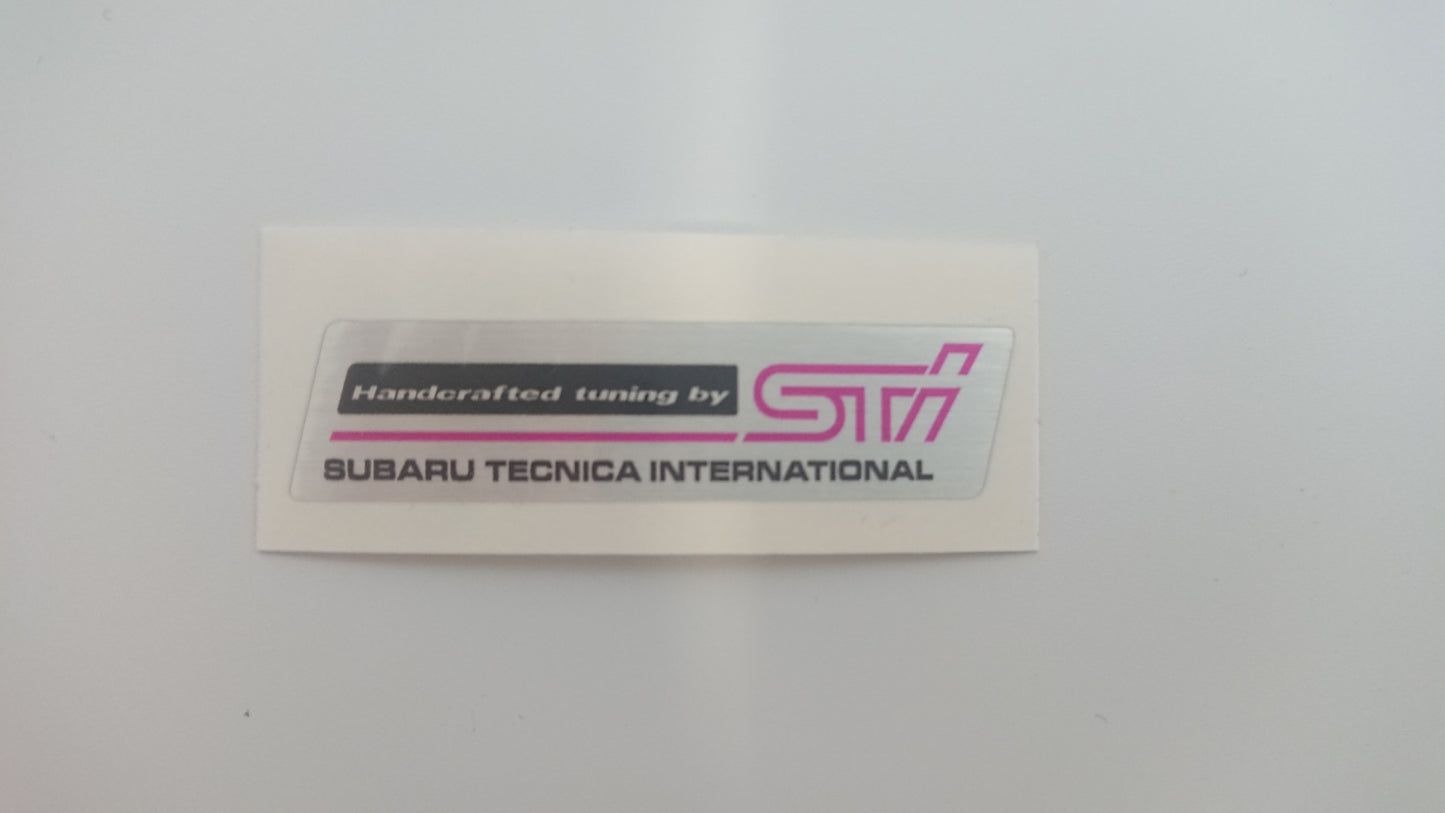 Handcrafted tuning by STi
SUBARU TECNICA INTERNATIONAL